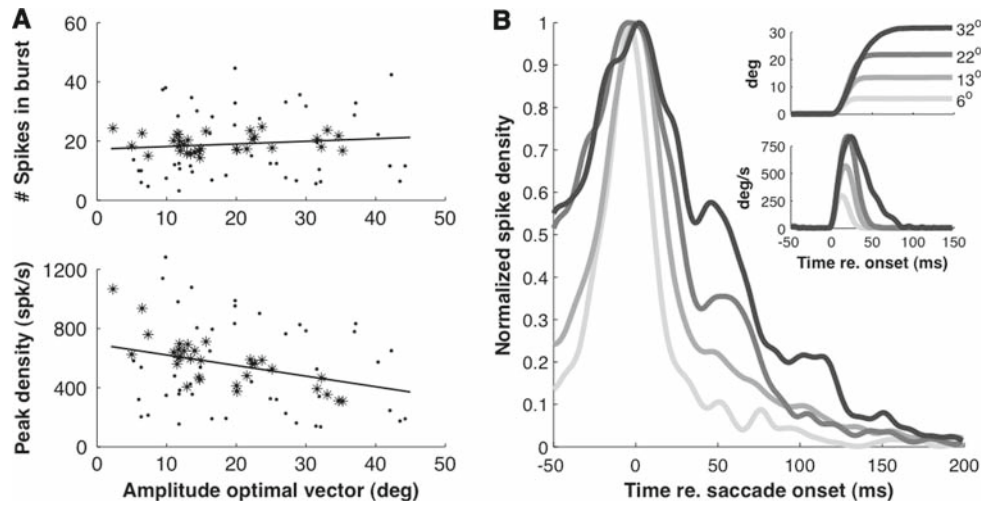 A
# Spikes in burst
60
40
20
0
0 10 20 30 40 50
Peak density (spk/s)
1200
800
400
0
0 10 20 30 40 50
Amplitude optimal vector (deg)
B
Normalized spike density
1
0.9
0.8
0.7
0.6
0.5
0.4
0.3
0.2
0.1
0
-50 0 50 100 150 200
Time re. saccade onset (ms)
deg
30
20
10
0
32°
22°
13°
6°
deg/s
750
500
250
0
-50 0 50 100 150
Time re. onset (ms)